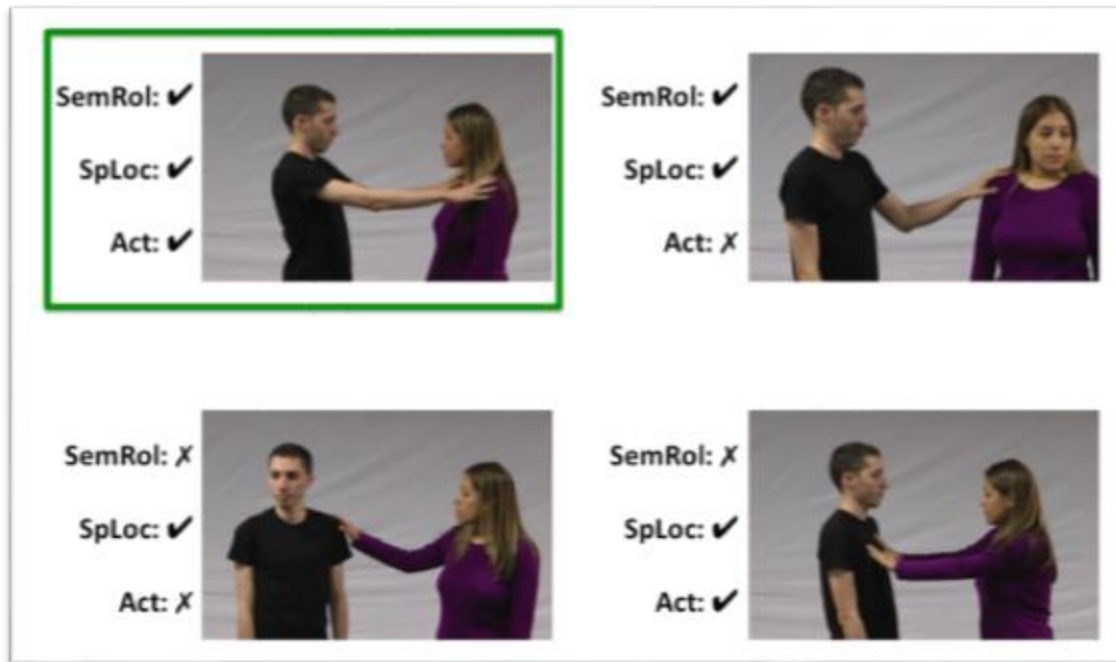 SemRol: ✔
SpLoc: ✔
Act: ✔
SemRol: ✔
SpLoc: ✔
Act: ✗
SemRol: ✗
SpLoc: ✔
Act: ✗
SemRol: ✗
SpLoc: ✔
Act: ✔